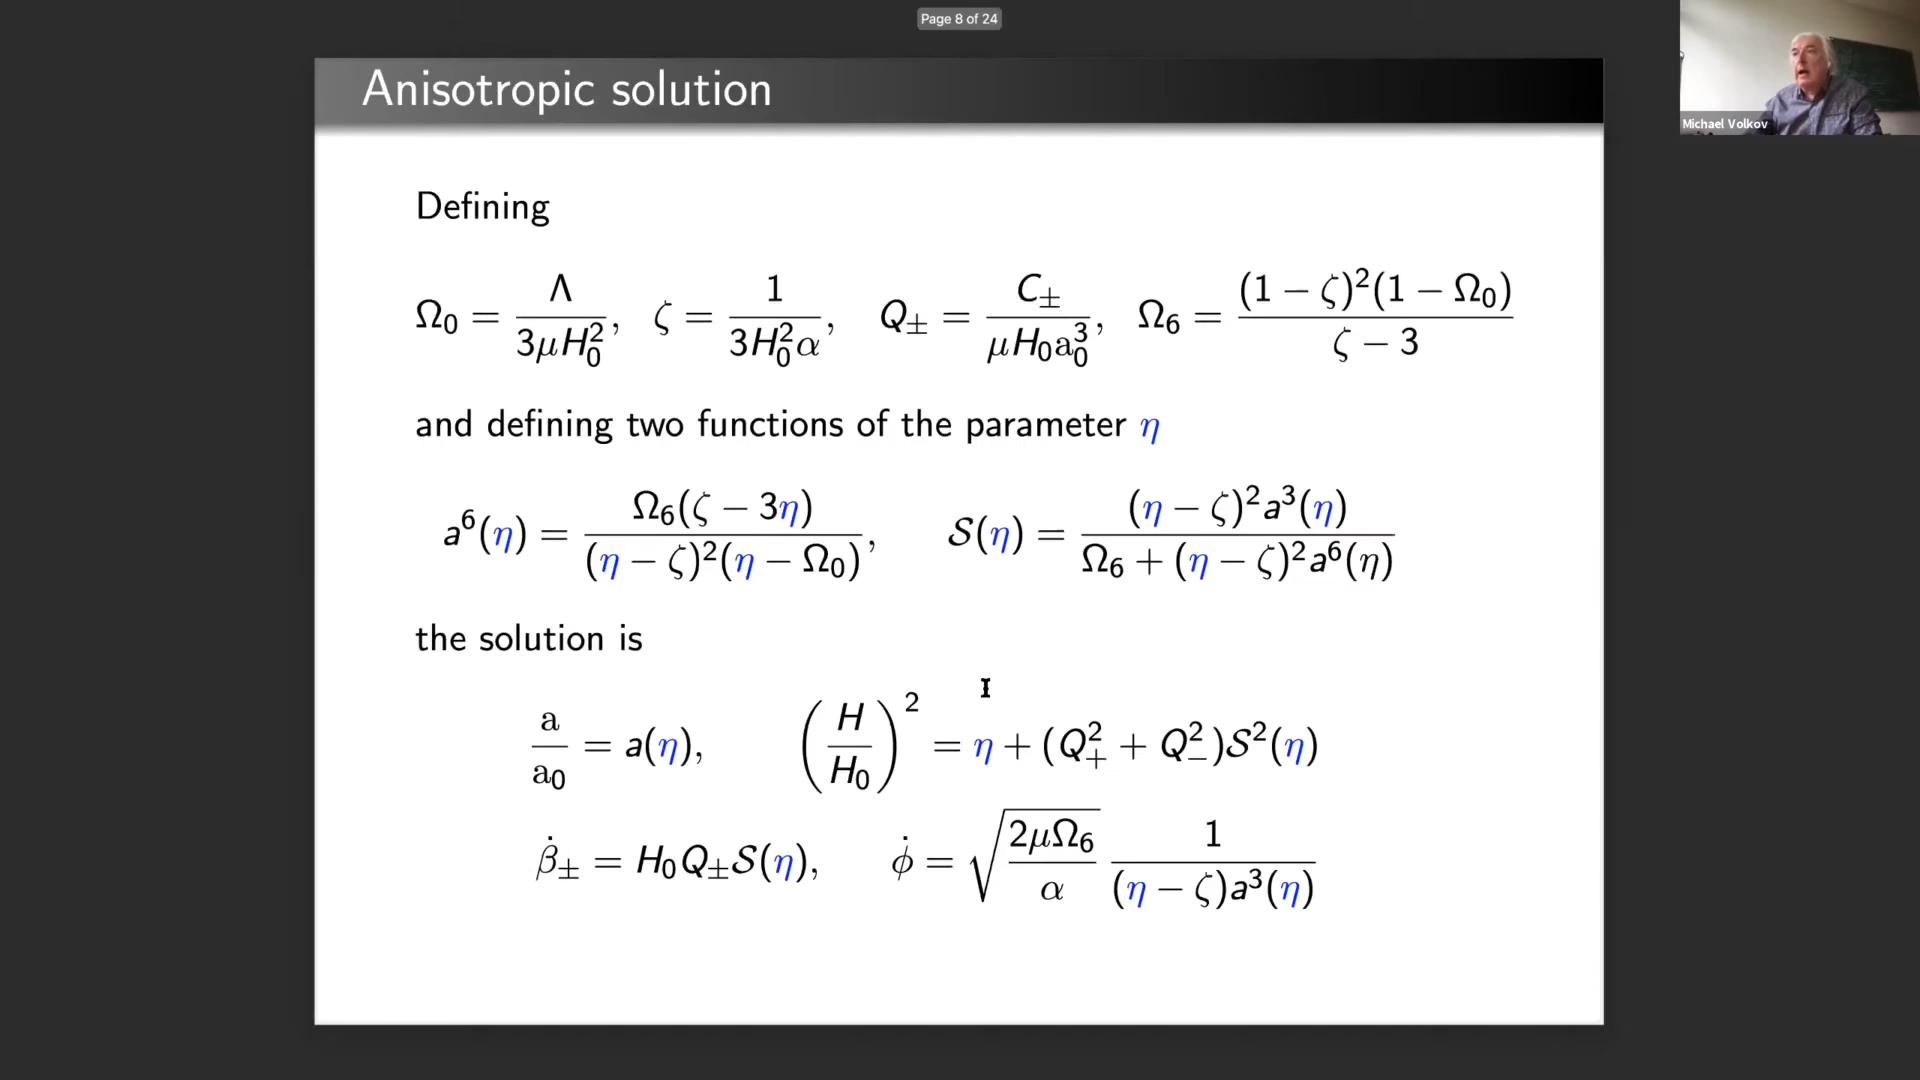 Page 8 of 24
Michael Volkov
Anisotropic solution
Defining
Ω₀ = Λ / (3μH₀²), ζ = 1 / (3H₀²α), Q± = C± / (μH₀a₀³), Ω₆ = (1 − ζ)²(1 − Ω₀) / (ζ − 3)
and defining two functions of the parameter η
a⁶(η) = Ω₆(ζ − 3η) / ((η − ζ)²(η − Ω₀)), 𝒮(η) = (η − ζ)²a³(η) / (Ω₆ + (η − ζ)²a⁶(η))
the solution is
a/a₀ = a(η), (H/H₀)² = η + (Q₊² + Q₋²)𝒮²(η)
β̇± = H₀Q±𝒮(η), φ̇ = √(2μΩ₆/α) 1 / ((η − ζ)a³(η))